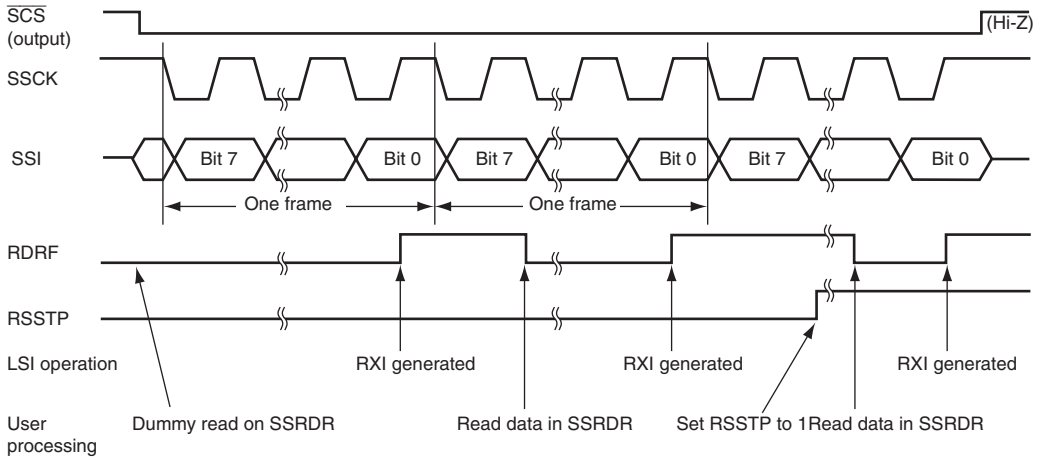 SCS
(output)
(Hi-Z)
SSCK
SSI
Bit 7
Bit 0
Bit 7
Bit 0
Bit 7
Bit 0
One frame
One frame
RDRF
RSSTP
LSI operation
RXI generated
RXI generated
RXI generated
User
processing
Dummy read on SSRDR
Read data in SSRDR
Set RSSTP to 1
Read data in SSRDR